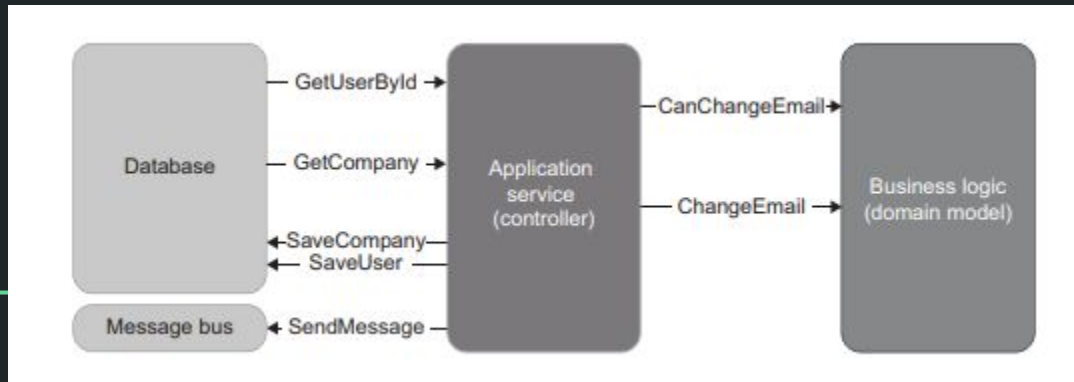 GetUserById
CanChangeEmail
Database
GetCompany
Application
service
(controller)
Business logic
(domain model)
ChangeEmail
SaveCompany
SaveUser
Message bus
SendMessage